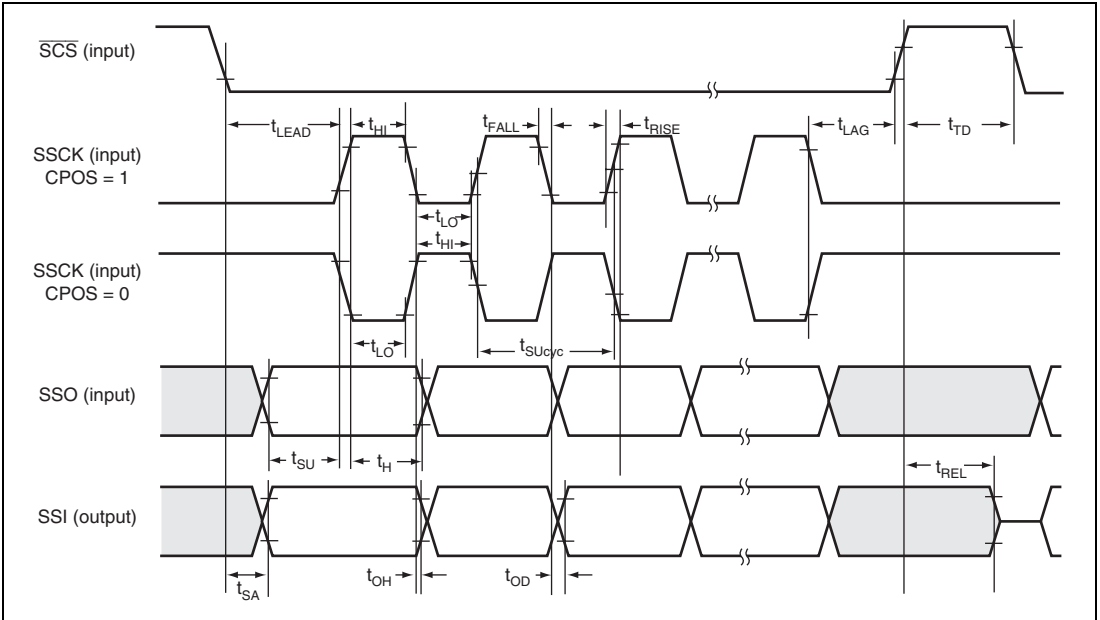 SCS (input)
tLEAD tHI tFALL tRISE tLAG tTD
SSCK (input)
CPOS = 1
tLO
tHI
SSCK (input)
CPOS = 0
tLO tSUcyc
SSO (input)
tSU tH tREL
SSI (output)
tSA tOH tOD